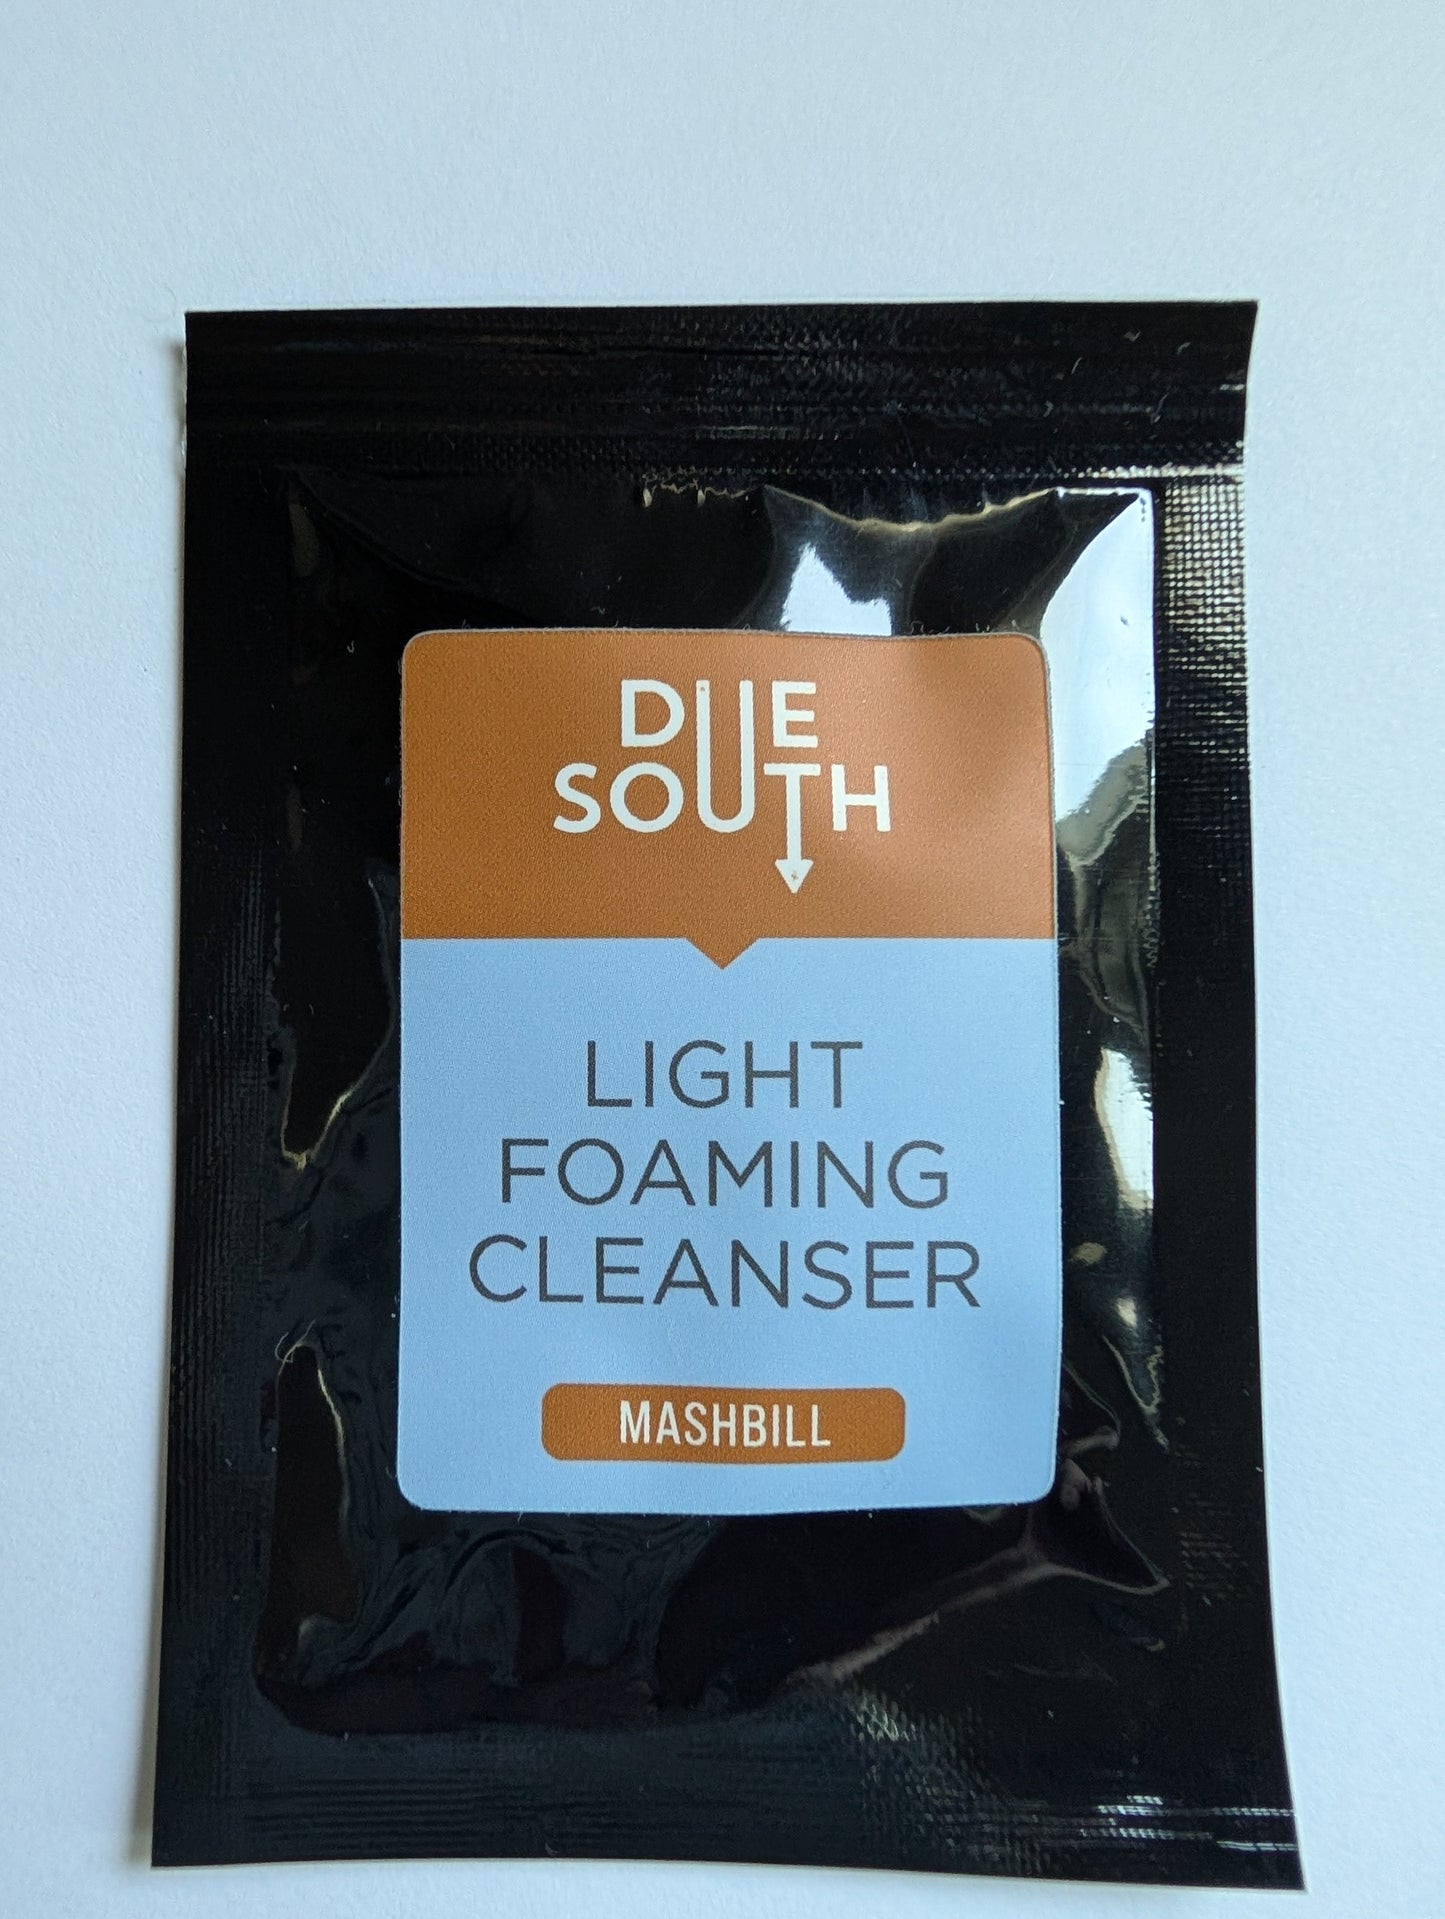 DUE
SOUTH
LIGHT
FOAMING
CLEANSER
MASHBILL